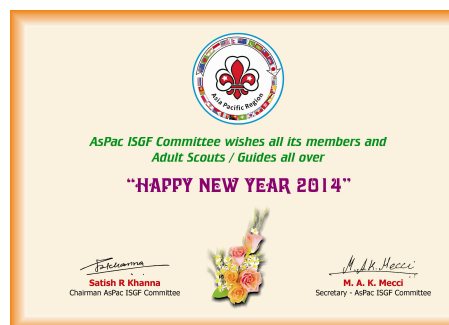 Asia Pacific Region
AsPac ISGF Committee wishes all its members and
Adult Scouts / Guides all over
“HAPPY NEW YEAR 2014”
Satish R Khanna
Chairman AsPac ISGF Committee
M.A.K.Mecci
M. A. K. Mecci
Secretary - AsPac ISGF Committee